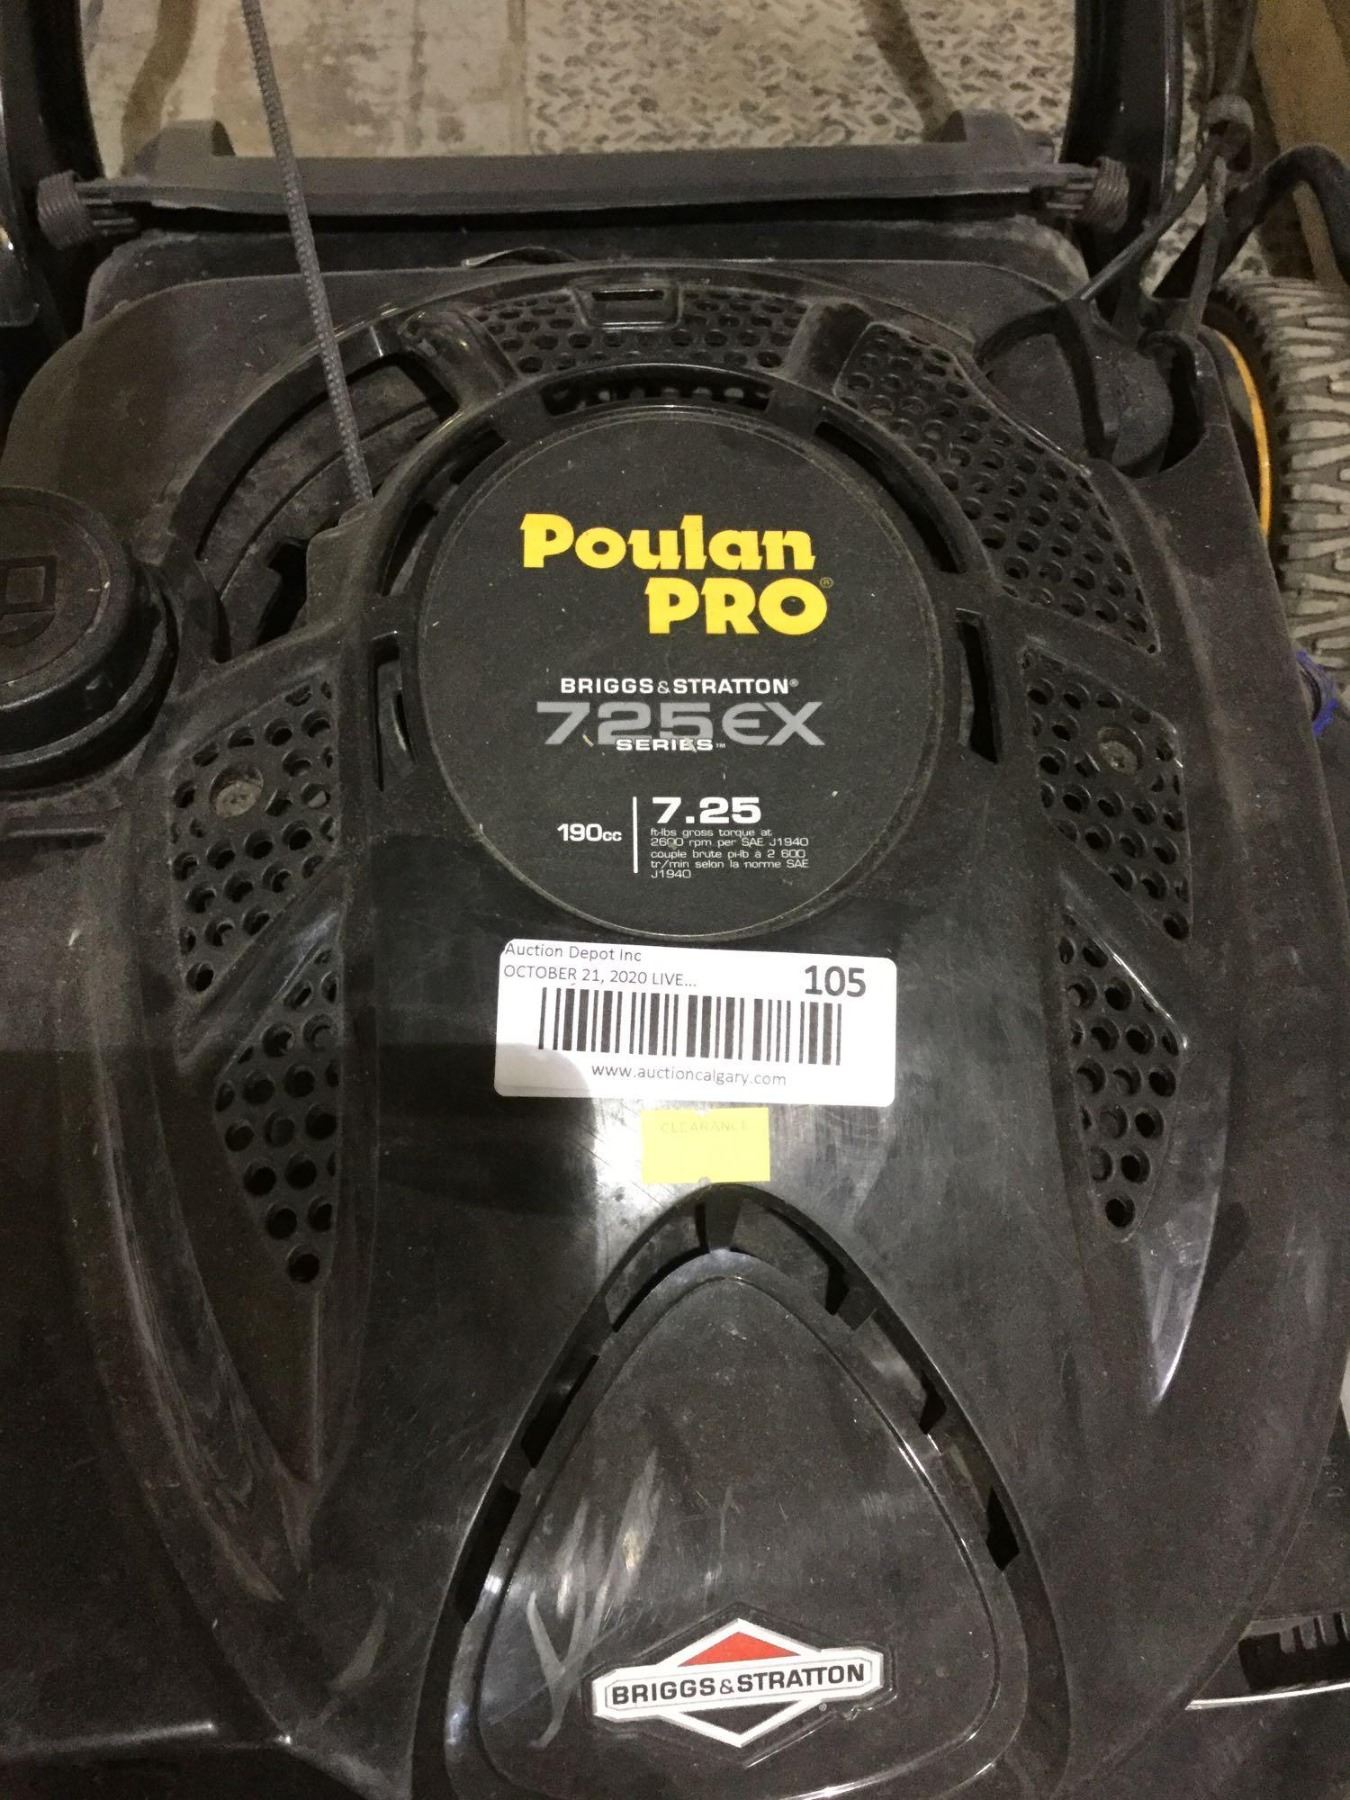 Poulan
PRO®
BRIGGS & STRATTON®
725EX
SERIES™
190cc
7.25
ft-lbs gross torque at
2600 rpm per SAE J1940
couple brute pi-lb à 2 600
tr/min selon la norme SAE
J1940
Auction Depot Inc
OCTOBER 21, 2020 LIVE...
105
www.auctioncalgary.com
CLEARANCE
BRIGGS & STRATTON®